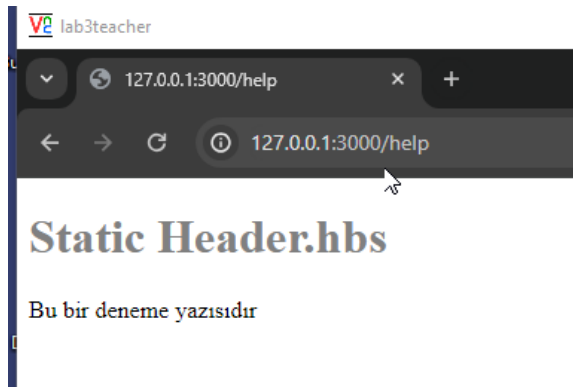 lab3teacher
127.0.0.1:3000/help
127.0.0.1:3000/help
Static Header.hbs
Bu bir deneme yazısıdır